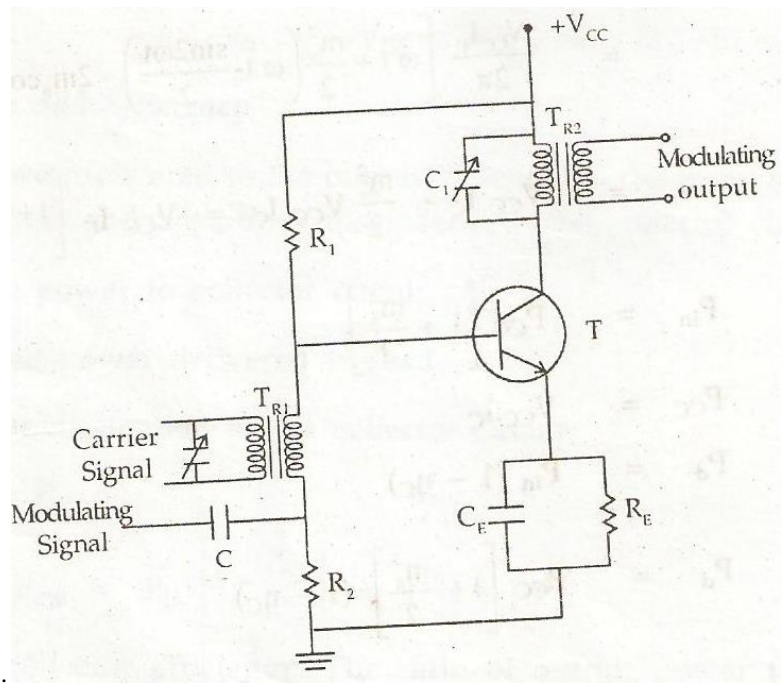 +V_CC
T_R2
C_1
Modulating
output
R_1
T
T_R1
Carrier
Signal
Modulating
Signal
C
C_E
R_E
R_2